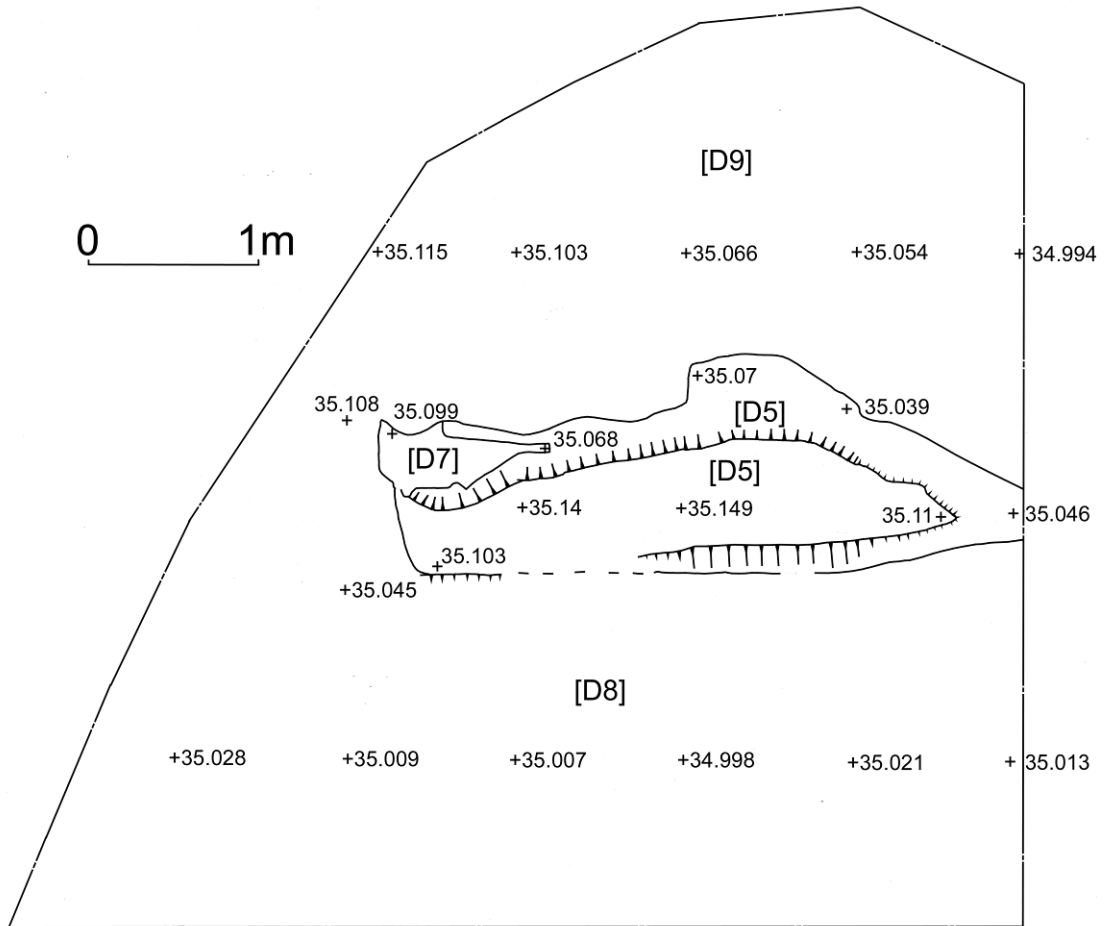 [D9]
0 1m
+35.115 +35.103 +35.066 +35.054 + 34.994
+35.07
35.108 35.099 [D5] + 35.039
+ +
[D7] 35.068
+
[D5]
+35.14 +35.149 35.11+ +35.046
35.103
+
+35.045
[D8]
+35.028 +35.009 +35.007 +34.998 +35.021 + 35.013